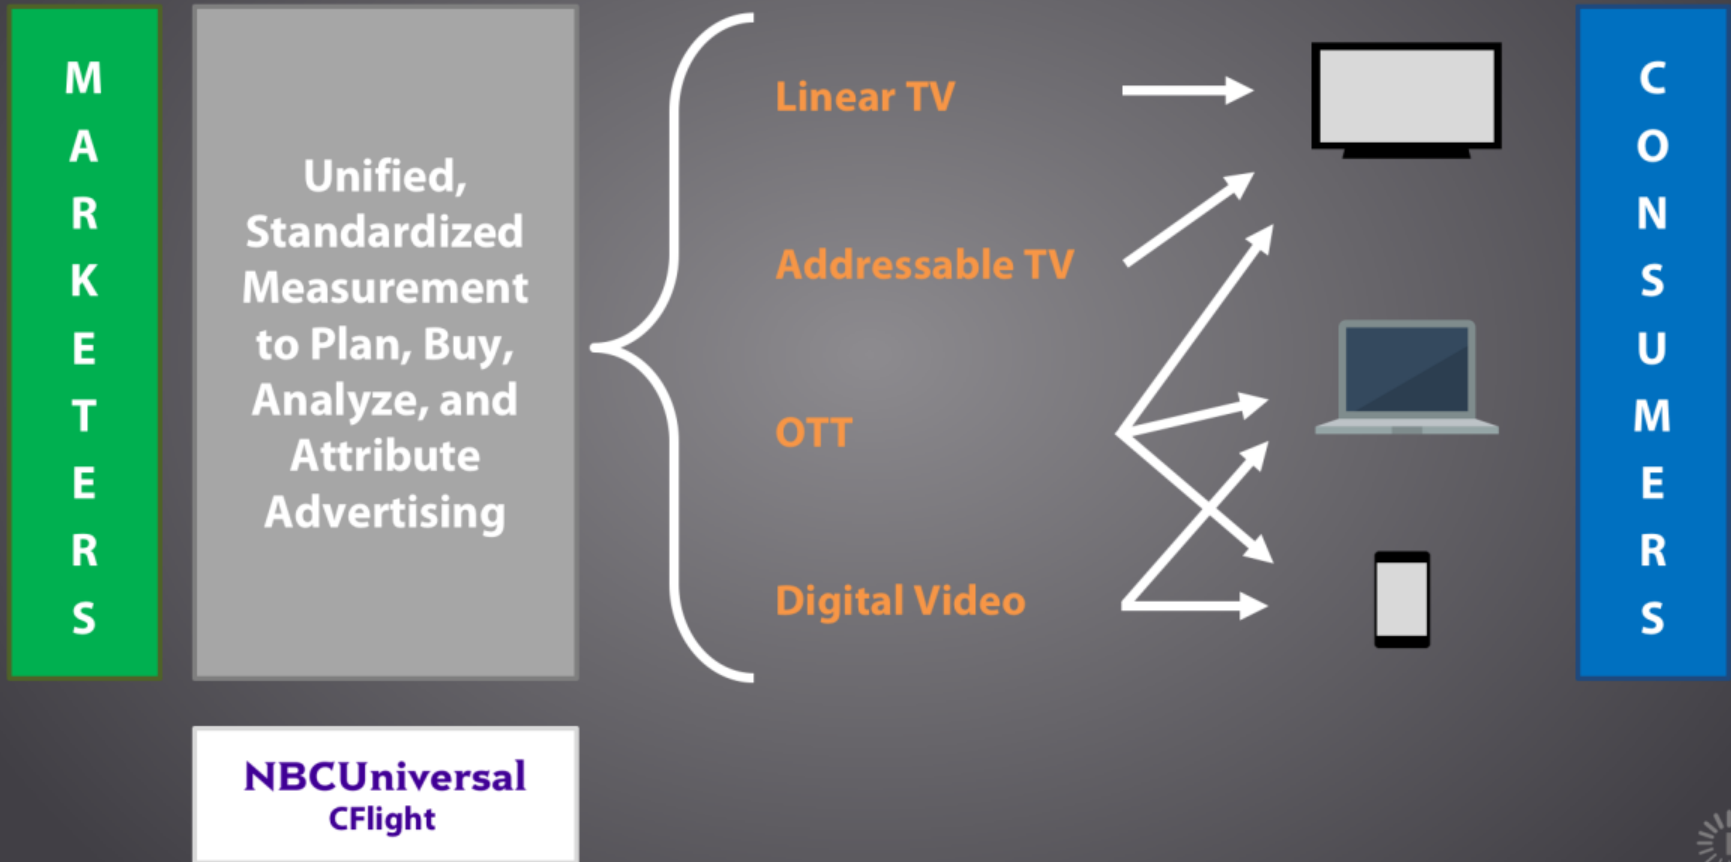 MARKETERS
Unified,
Standardized
Measurement
to Plan, Buy,
Analyze, and
Attribute
Advertising
Linear TV
Addressable TV
OTT
Digital Video
CONSUMERS
NBCUniversal
CFlight